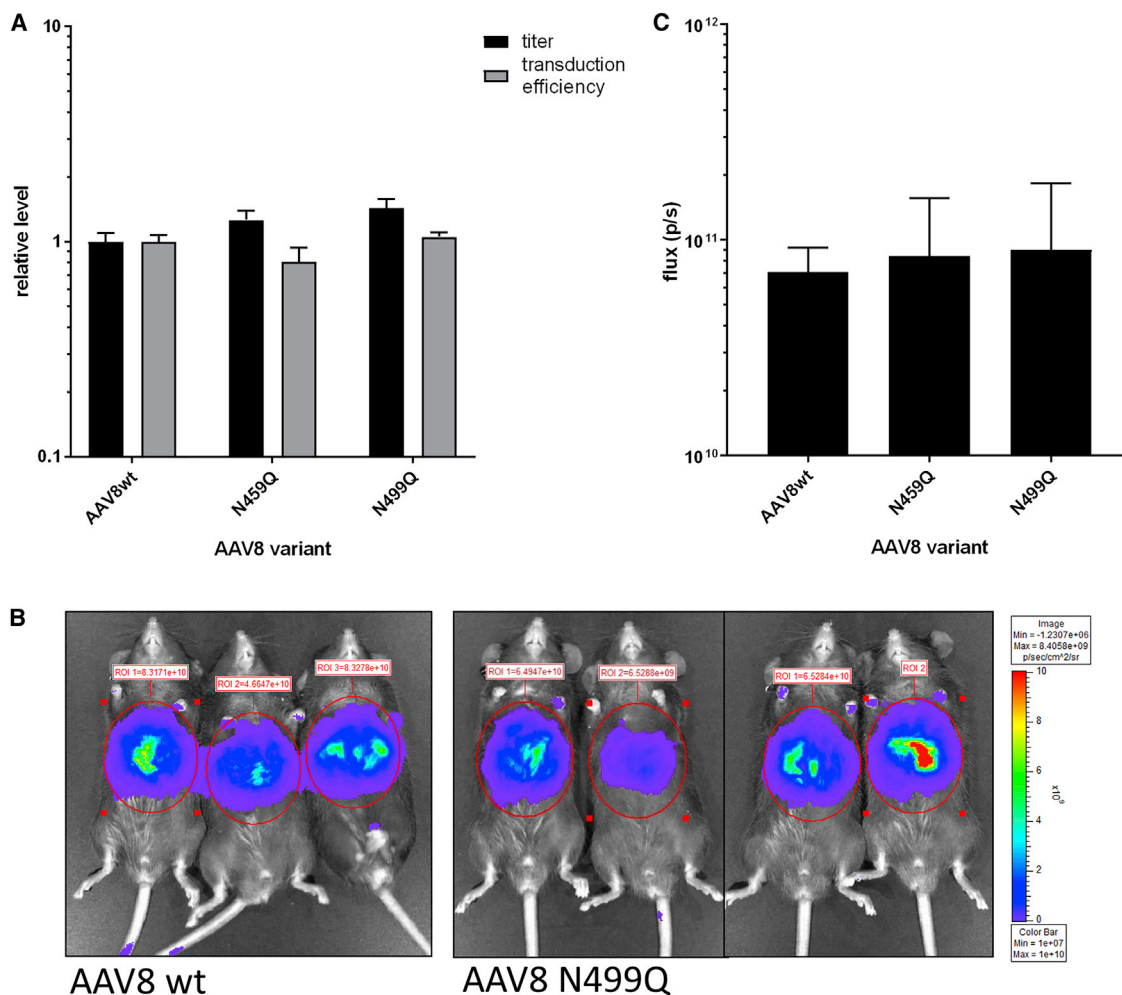 A
10
1
0.1
relative level
AAV8wt
N459Q
N499Q
AAV8 variant
titer
transduction
efficiency
C
10^12
10^11
10^10
flux (p/s)
AAV8wt
N459Q
N499Q
AAV8 variant
B
ROI 1=8.3171e+10
ROI 2=4.6647e+10
ROI 3=8.3278e+10
AAV8 wt
ROI 1=6.4947e+10
ROI 2=6.5288e+09
ROI 1=6.5284e+10
ROI 2
AAV8 N499Q
Image
Min = -1.2307e+06
Max = 8.4058e+09
p/sec/cm^2/sr
10
8
6
4
2
0
x10^9
Color Bar
Min = 1e+07
Max = 1e+10